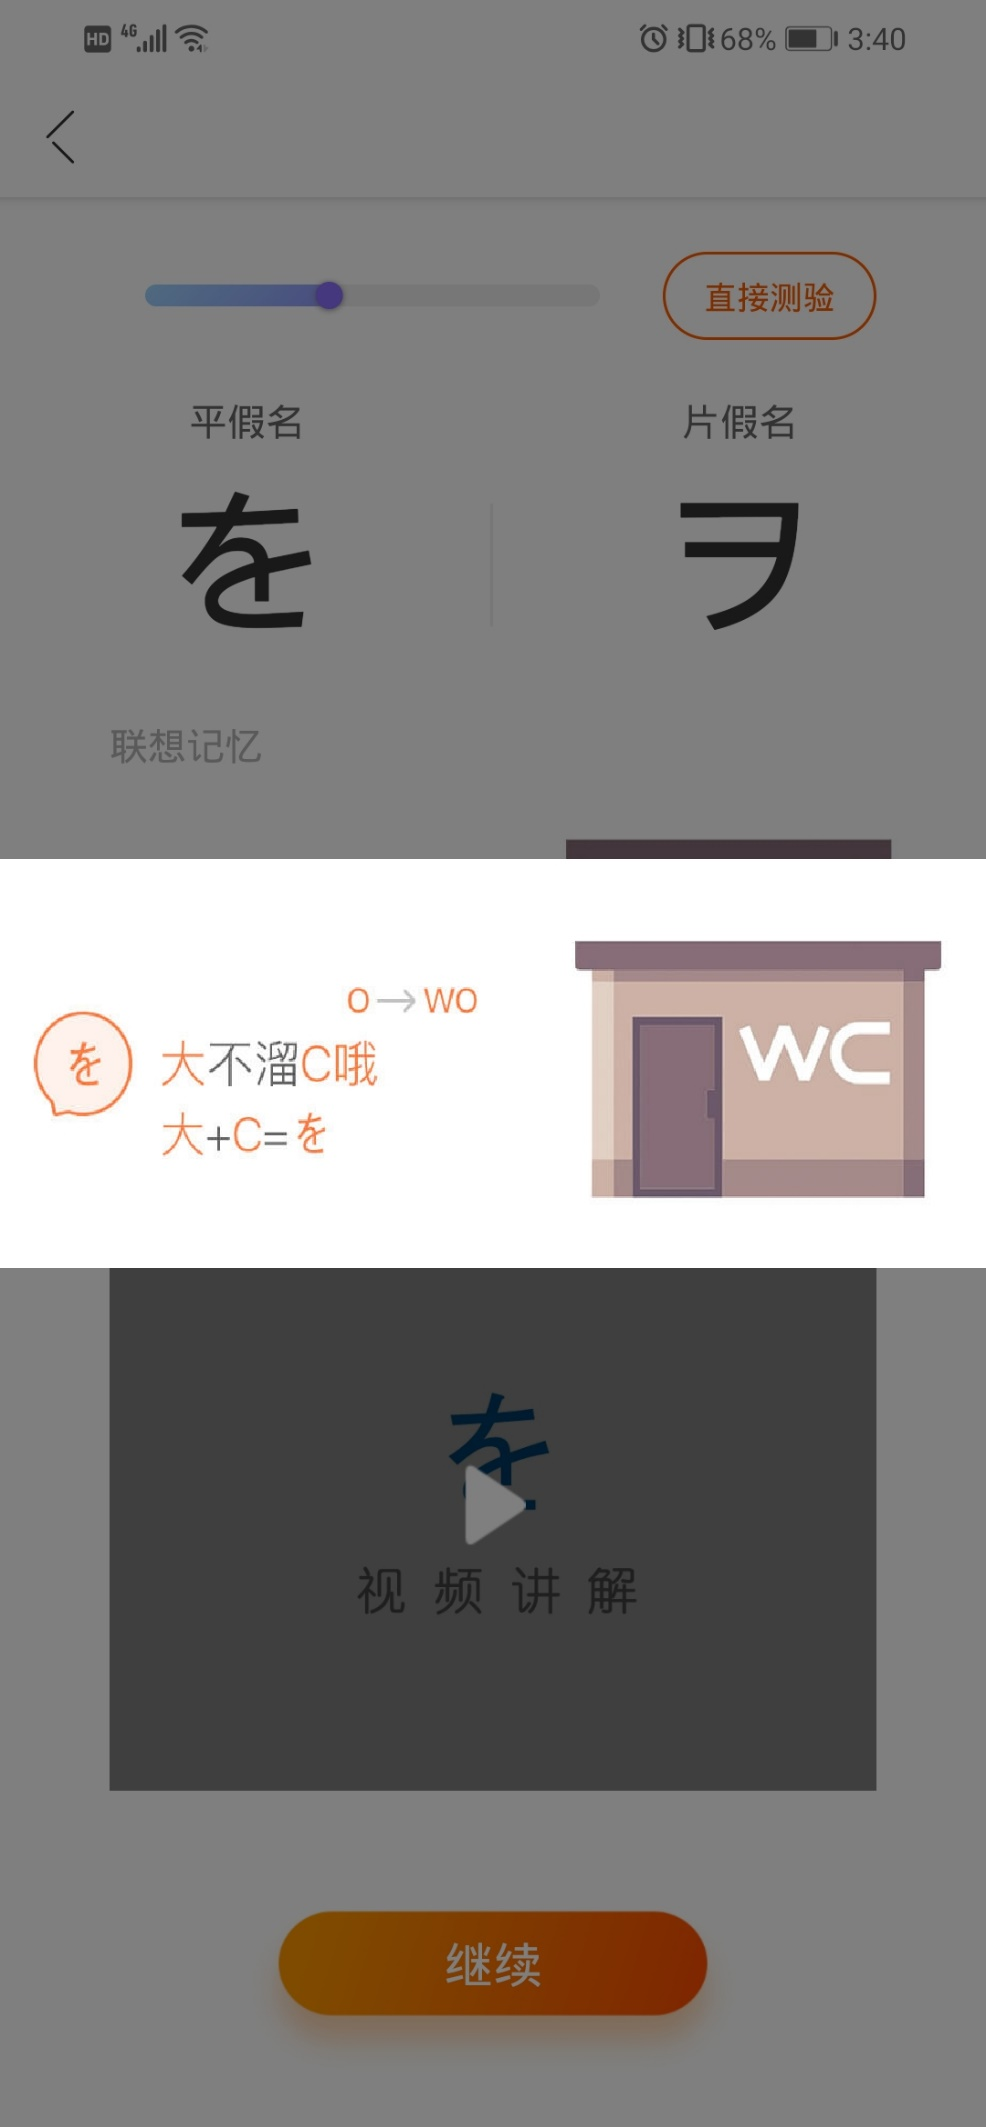 HD 4G 68% 3:40
直接测验
平假名 片假名
を ヲ
联想记忆
o→wo
を 大不溜C哦
大+C=を
WC
を
视频讲解
继续